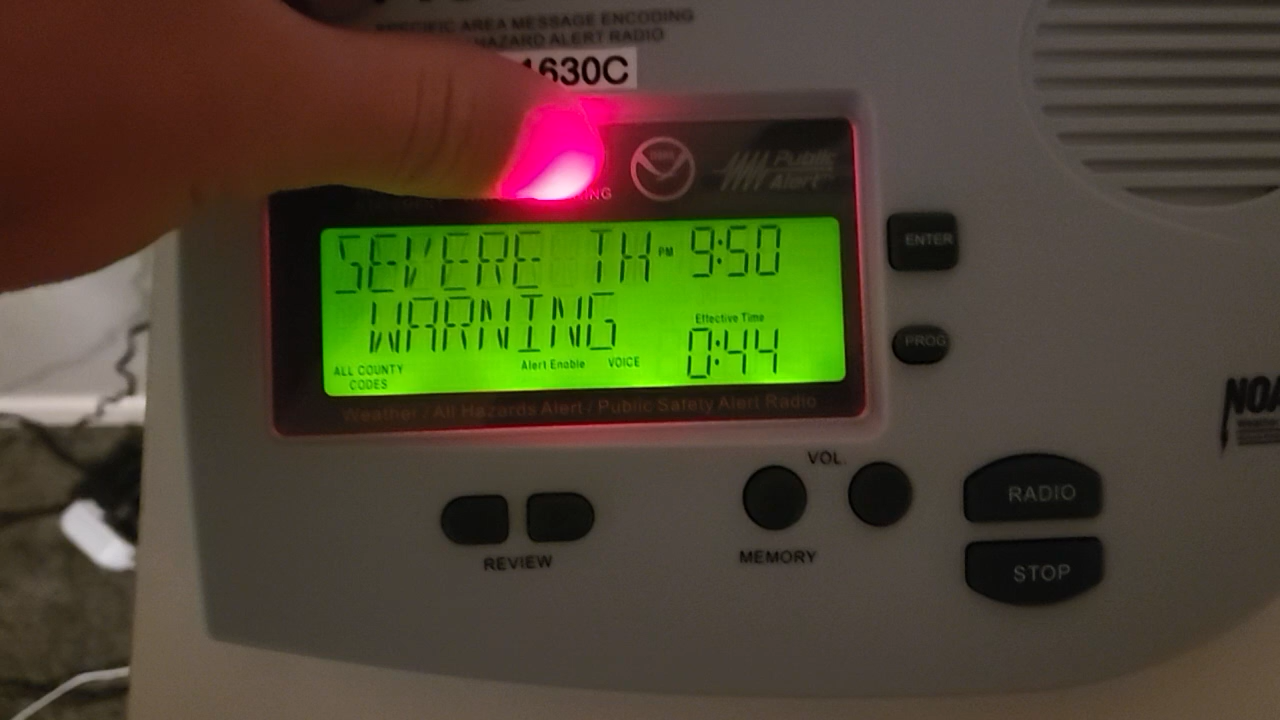 SPECIFIC AREA MESSAGE ENCODING
HAZARD ALERT RADIO
1630C
Public
Alert
SEVERE TH PM 9:50
WARNING
Effective Time
0:44
ALL COUNTY
CODES
Alert Enable
VOICE
Weather / All Hazards Alert / Public Safety Alert Radio
ENTER
PROG
VOL.
REVIEW
MEMORY
RADIO
STOP